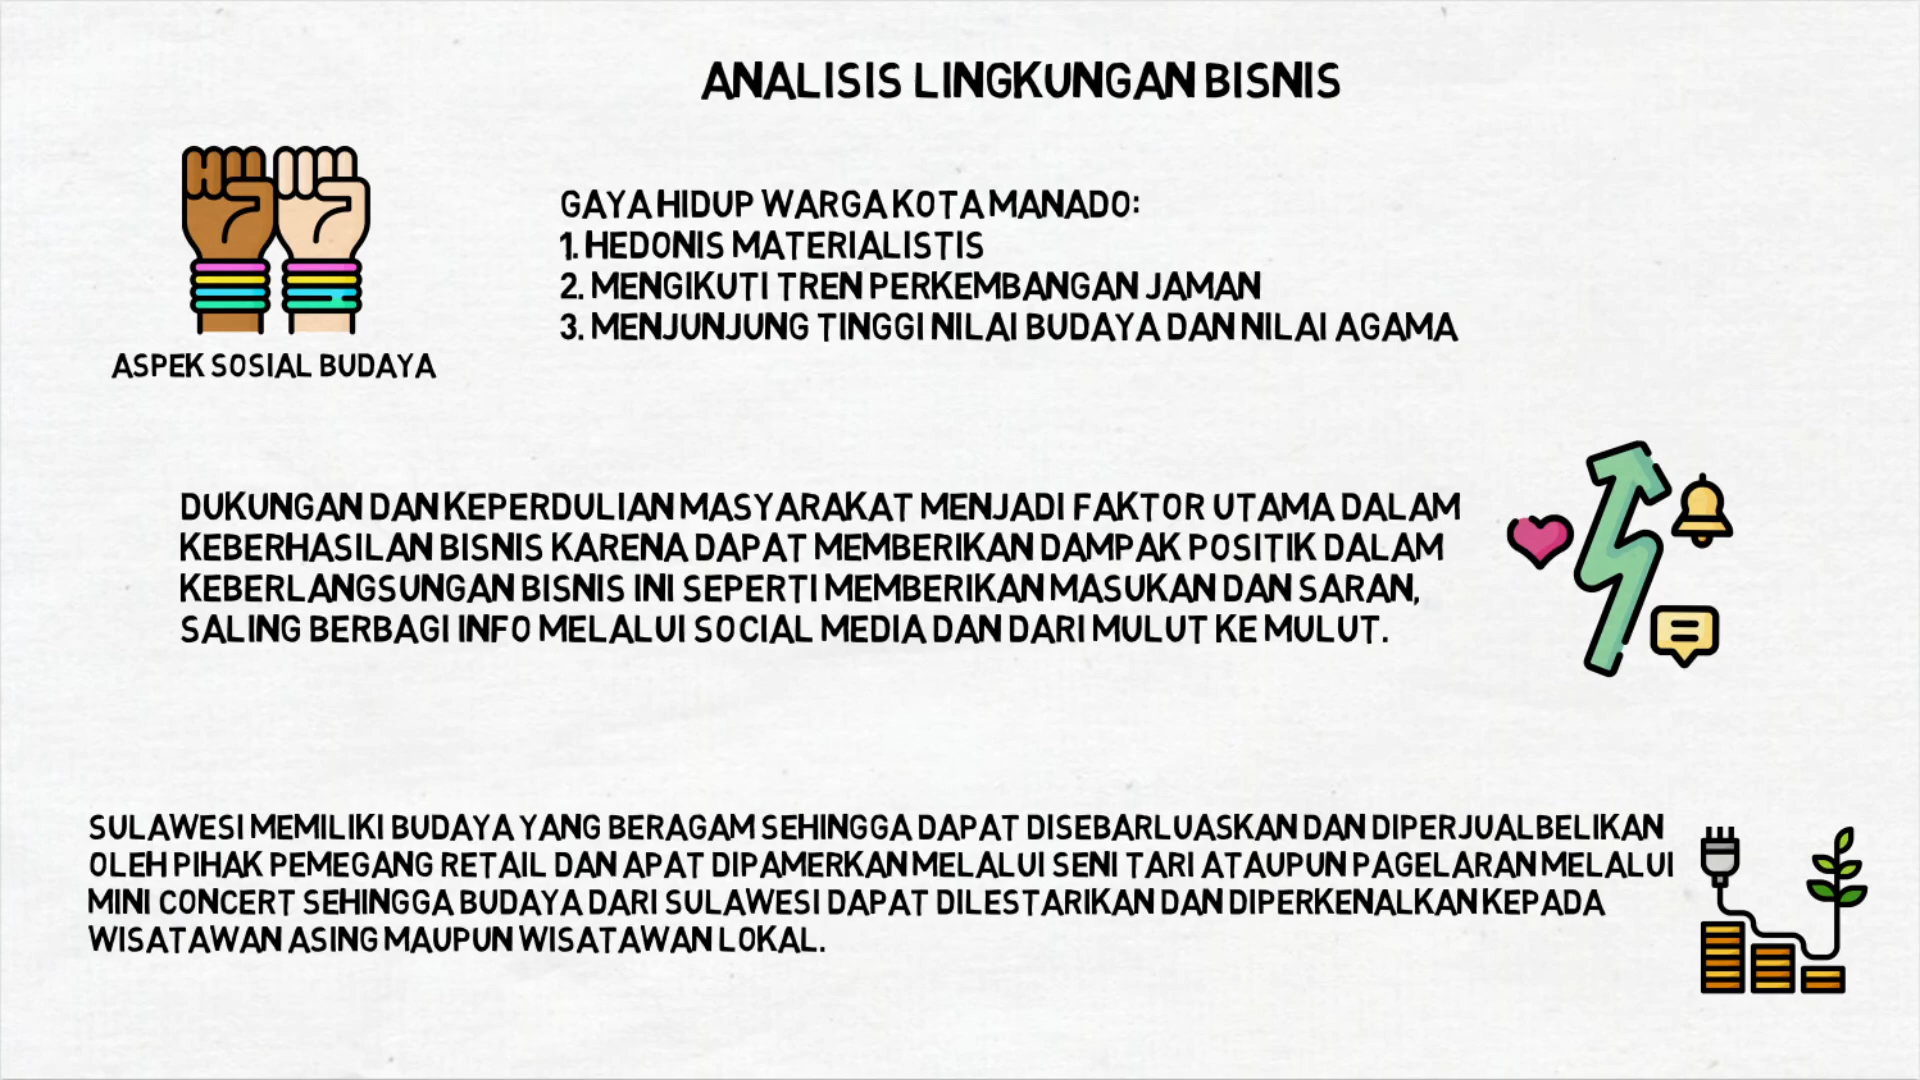 ANALISIS LINGKUNGAN BISNIS
GAYA HIDUP WARGA KOTA MANADO:
1. HEDONIS MATERIALISTIS
2. MENGIKUTI TREN PERKEMBANGAN JAMAN
3. MENJUNJUNG TINGGI NILAI BUDAYA DAN NILAI AGAMA
ASPEK SOSIAL BUDAYA
DUKUNGAN DAN KEPERDULIAN MASYARAKAT MENJADI FAKTOR UTAMA DALAM
KEBERHASILAN BISNIS KARENA DAPAT MEMBERIKAN DAMPAK POSITIK DALAM
KEBERLANGSUNGAN BISNIS INI SEPERTI MEMBERIKAN MASUKAN DAN SARAN,
SALING BERBAGI INFO MELALUI SOCIAL MEDIA DAN DARI MULUT KE MULUT.
SULAWESI MEMILIKI BUDAYA YANG BERAGAM SEHINGGA DAPAT DISEBARLUASKAN DAN DIPERJUALBELIKAN
OLEH PIHAK PEMEGANG RETAIL DAN APAT DIPAMERKAN MELALUI SENI TARI ATAUPUN PAGELARAN MELALUI
MINI CONCERT SEHINGGA BUDAYA DARI SULAWESI DAPAT DILESTARIKAN DAN DIPERKENALKAN KEPADA
WISATAWAN ASING MAUPUN WISATAWAN LOKAL.